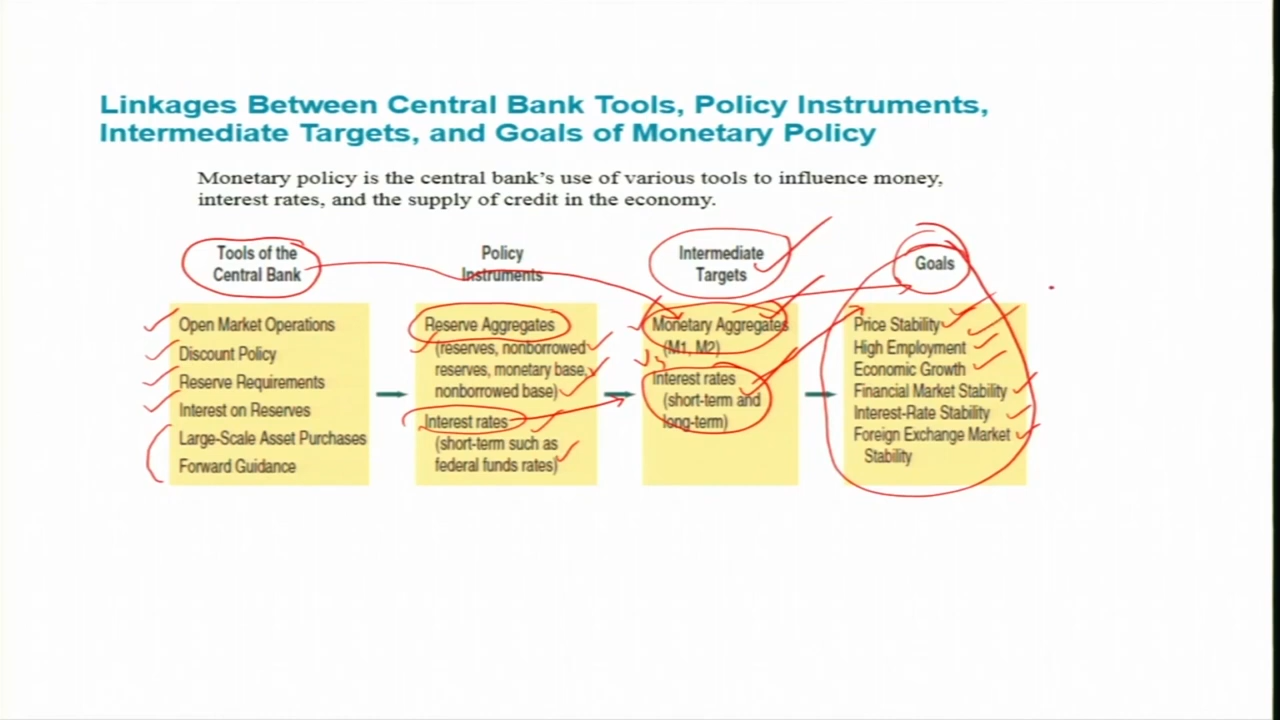 Linkages Between Central Bank Tools, Policy Instruments,
Intermediate Targets, and Goals of Monetary Policy
Monetary policy is the central bank's use of various tools to influence money,
interest rates, and the supply of credit in the economy.
Tools of the
Central Bank
Open Market Operations
Discount Policy
Reserve Requirements
Interest on Reserves
Large-Scale Asset Purchases
Forward Guidance
Policy
Instruments
Reserve Aggregates
(reserves, nonborrowed
reserves, monetary base,
nonborrowed base)
Interest rates
(short-term such as
federal funds rates)
Intermediate
Targets
Monetary Aggregates
(M1, M2)
Interest rates
(short-term and
long-term)
Goals
Price Stability
High Employment
Economic Growth
Financial Market Stability
Interest-Rate Stability
Foreign Exchange Market
Stability